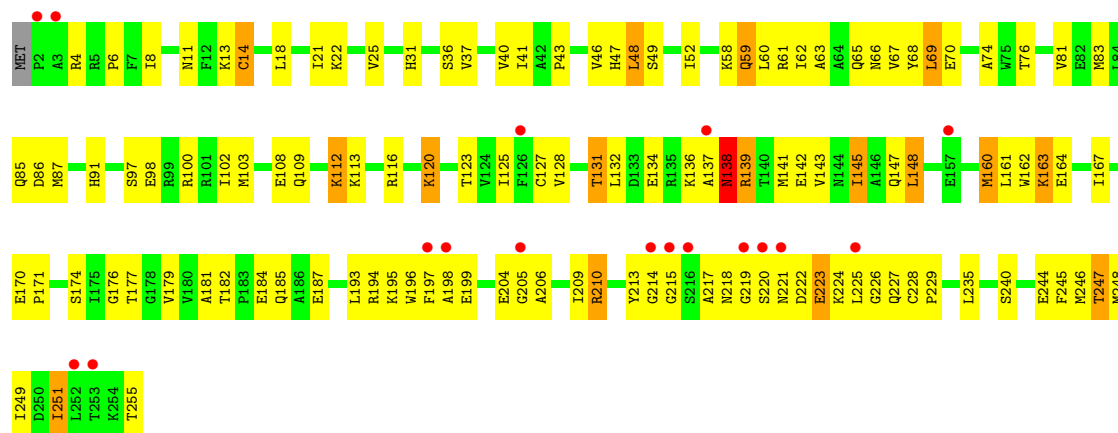 MET P2 A3 R4 R5 P6 F7 I8 N11 F12 K13 C14 L18 I21 K22 V25 H31 S36 V37 V40 I41 A42 P43 V46 H47 L48 S49 I52 K58 Q59 L60 R61 I62 A63 A64 Q65 N66 V67 Y68 L69 E70 A74 W75 T76 V81 E82 M83 L84
Q85 D86 M87 H91 S97 E98 R99 R100 R101 I102 M103 E108 Q109 K112 K113 R116 K120 T123 V124 I125 F126 C127 V128 T131 L132 D133 E134 R135 K136 A137 N138 R139 T140 M141 E142 V143 N144 I145 A146 Q147 L148 E157 M160 L161 W162 K163 E164 I167
E170 P171 S174 I175 G176 T177 G178 V179 V180 A181 T182 P183 E184 Q185 A186 E187 L193 R194 K195 W196 F197 A198 E199 E204 G205 A206 I209 R210 Y213 G214 G215 S216 A217 N218 G219 S220 N221 D222 E223 K224 L225 G226 Q227 C228 P229 L235 S240 E244 F245 M246 T247 M248
I249 D250 I251 L252 T253 K254 T255